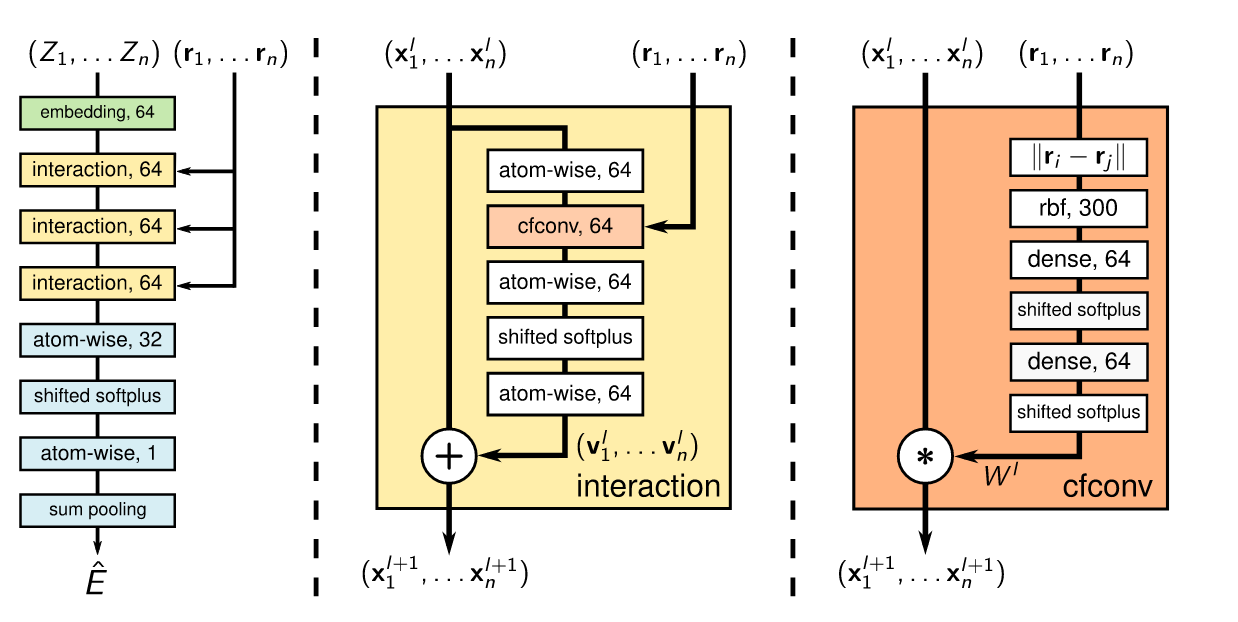 (Z₁, . . . Zₙ) (r₁, . . . rₙ)
embedding, 64
interaction, 64
interaction, 64
interaction, 64
atom-wise, 32
shifted softplus
atom-wise, 1
sum pooling
Ê
(x₁ˡ, . . . xₙˡ) (r₁, . . . rₙ)
atom-wise, 64
cfconv, 64
atom-wise, 64
shifted softplus
atom-wise, 64
+
(v₁ˡ, . . . vₙˡ)
interaction
(x₁ˡ⁺¹, . . . xₙˡ⁺¹)
(x₁ˡ, . . . xₙˡ) (r₁, . . . rₙ)
‖rᵢ − rⱼ‖
rbf, 300
dense, 64
shifted softplus
dense, 64
shifted softplus
*
Wˡ
cfconv
(x₁ˡ⁺¹, . . . xₙˡ⁺¹)